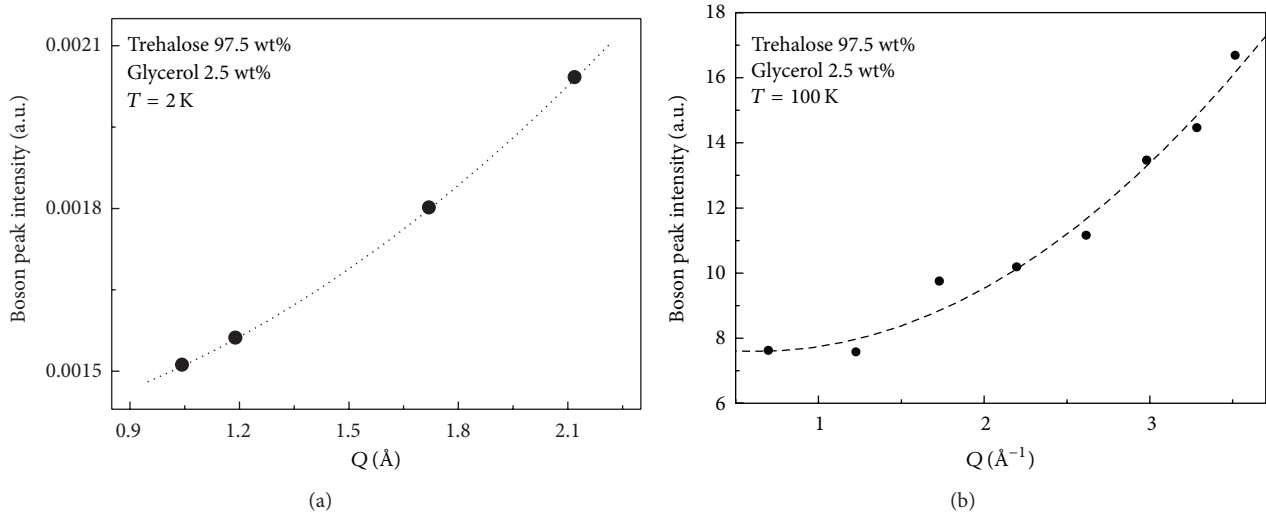 Trehalose 97.5 wt%
Glycerol 2.5 wt%
T = 2 K
Boson peak intensity (a.u.)
0.0021
0.0018
0.0015
0.9 1.2 1.5 1.8 2.1
Q (Å)
(a)
Trehalose 97.5 wt%
Glycerol 2.5 wt%
T = 100 K
Boson peak intensity (a.u.)
18
16
14
12
10
8
6
1 2 3
Q (Å⁻¹)
(b)